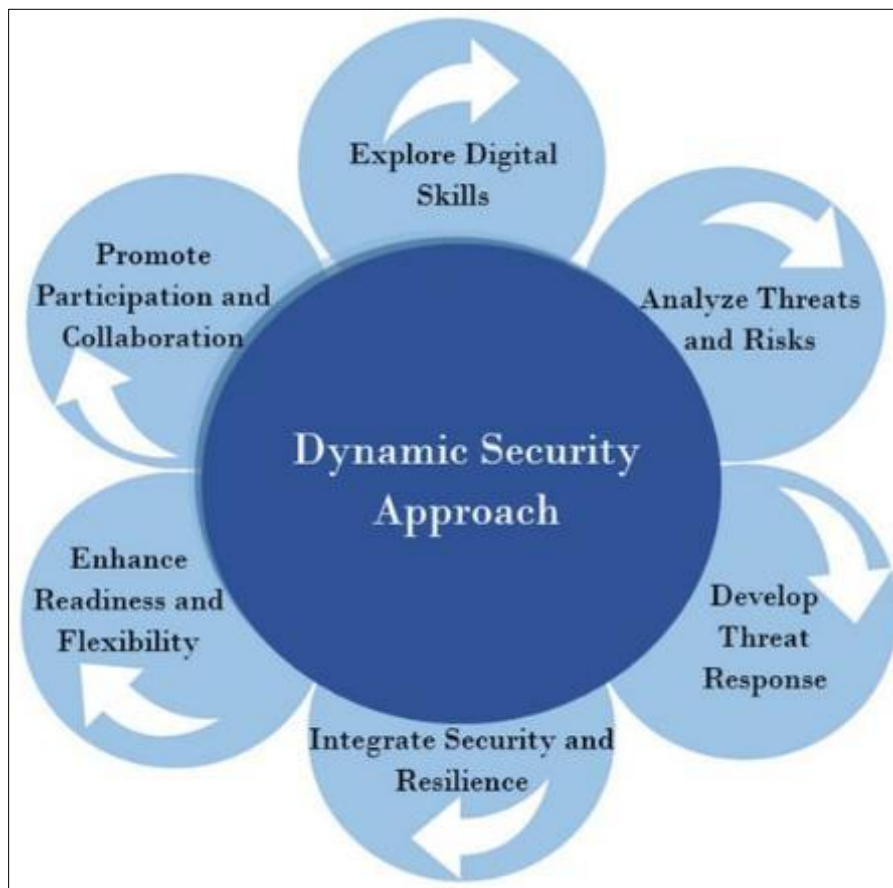 Explore Digital
Skills
Analyze Threats
and Risks
Develop
Threat
Response
Integrate Security and
Resilience
Enhance
Readiness and
Flexibility
Promote
Participation and
Collaboration
Dynamic Security
Approach